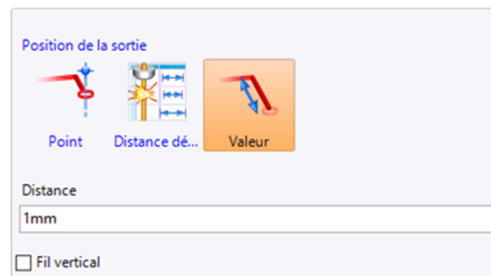 Position de la sortie
Point Distance dé... Valeur
Distance
1mm
Fil vertical